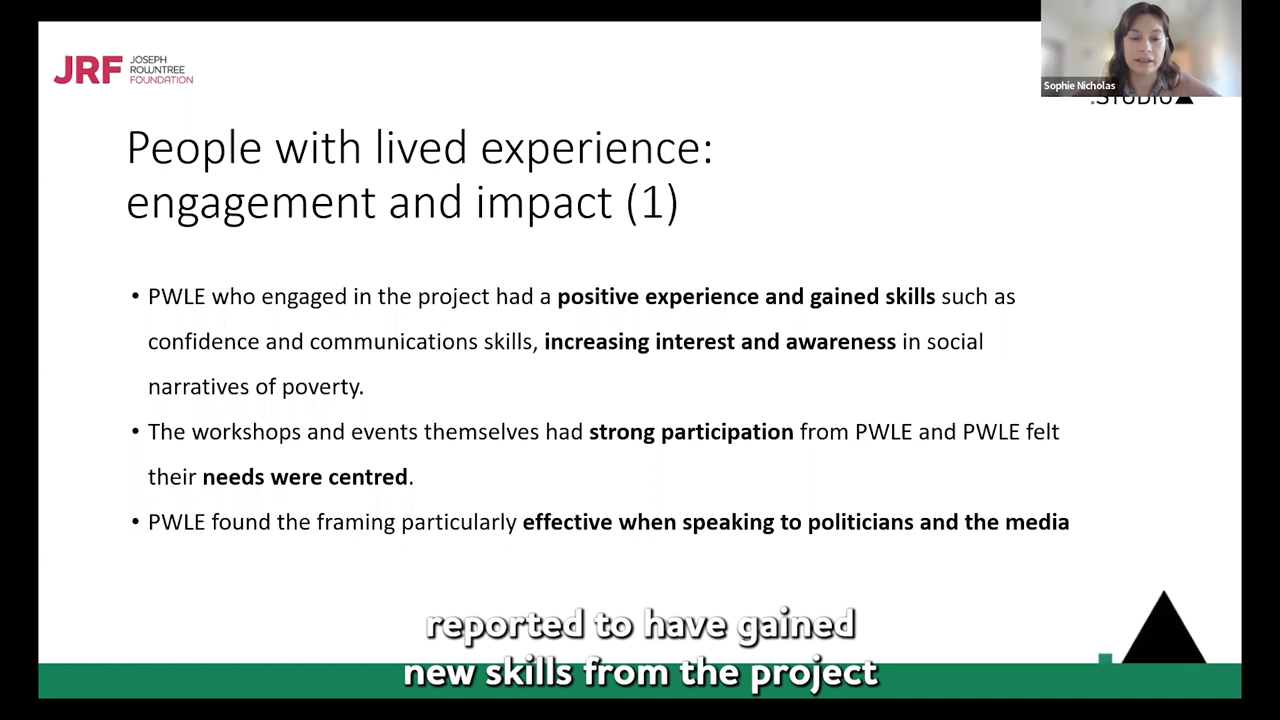 JRF JOSEPH
ROWNTREE
FOUNDATION
Sophie Nicholas
.STUDIO
People with lived experience:
engagement and impact (1)
• PWLE who engaged in the project had a positive experience and gained skills such as
confidence and communications skills, increasing interest and awareness in social
narratives of poverty.
• The workshops and events themselves had strong participation from PWLE and PWLE felt
their needs were centred.
• PWLE found the framing particularly effective when speaking to politicians and the media
reported to have gained
new skills from the project